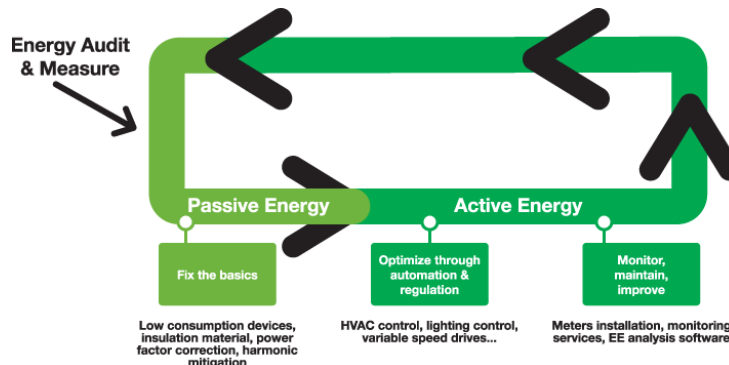 Energy Audit
& Measure
Passive Energy
Active Energy
Fix the basics
Optimize through
automation &
regulation
Monitor,
maintain,
improve
Low consumption devices,
insulation material, power
factor correction, harmonic
mitigation
HVAC control, lighting control,
variable speed drives...
Meters installation, monitoring
services, EE analysis software